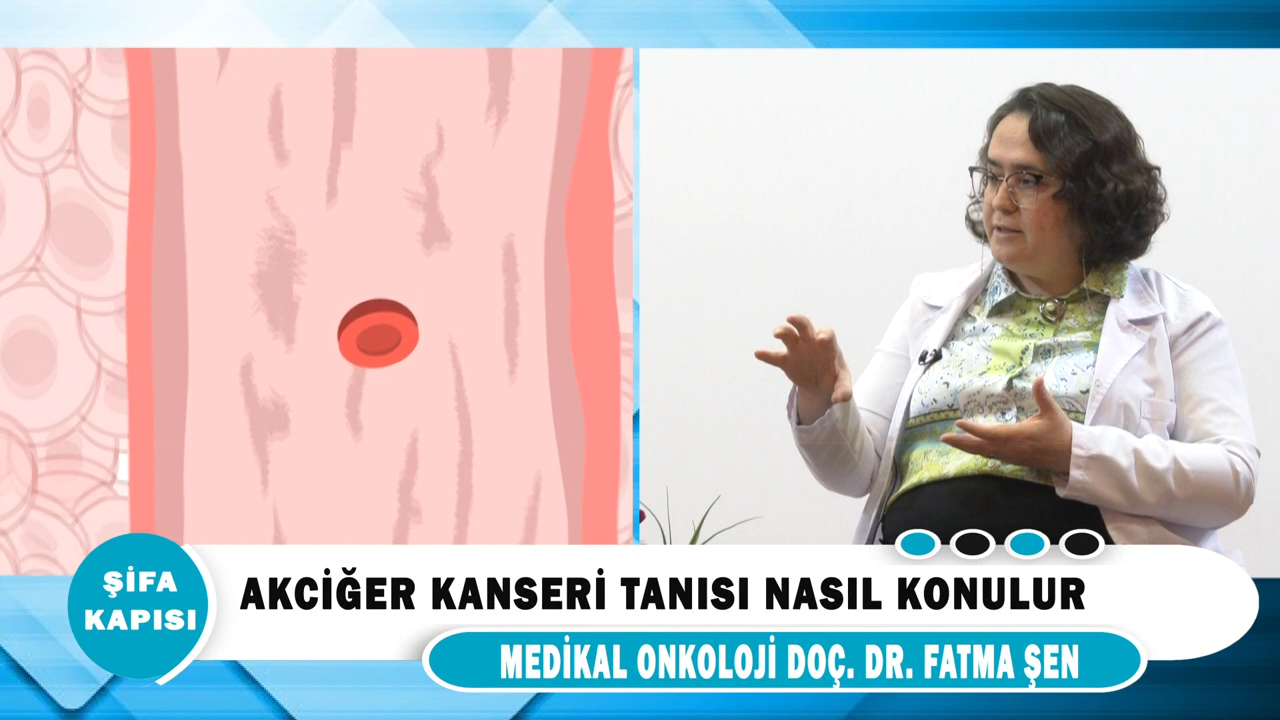 ŞİFA
KAPISI
AKCİĞER KANSERİ TANISI NASIL KONULUR
MEDİKAL ONKOLOJİ DOÇ. DR. FATMA ŞEN